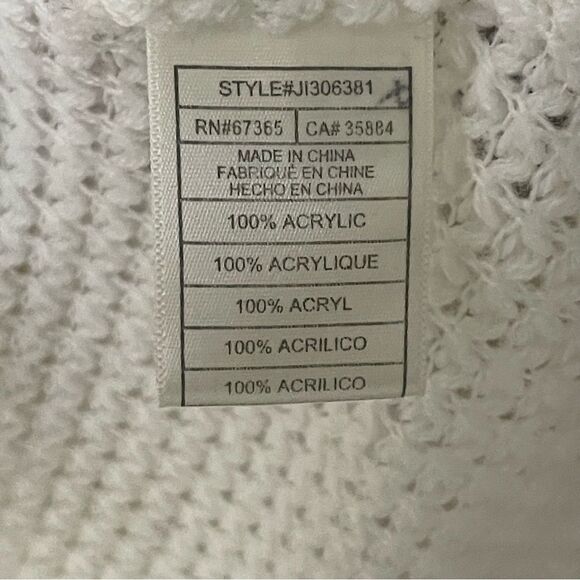 STYLE#JI306381
RN#67365 CA# 35884
MADE IN CHINA
FABRIQUÉ EN CHINE
HECHO EN CHINA
100% ACRYLIC
100% ACRYLIQUE
100% ACRYL
100% ACRILICO
100% ACRILICO